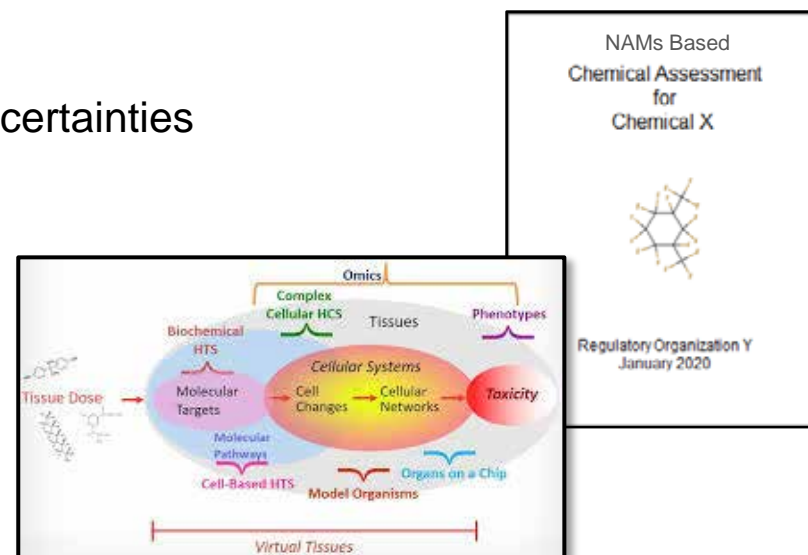 certainties
NAMs Based
Chemical Assessment
for
Chemical X
Regulatory Organization Y
January 2020
Omics
Complex
Cellular HCS
Tissues
Phenotypes
Biochemical
HTS
Cellular Systems
Tissue Dose
Molecular
Targets
Cell
Changes
Cellular
Networks
Toxicity
Molecular
Pathways
Cell-Based HTS
Model Organisms
Organs on a Chip
Virtual Tissues